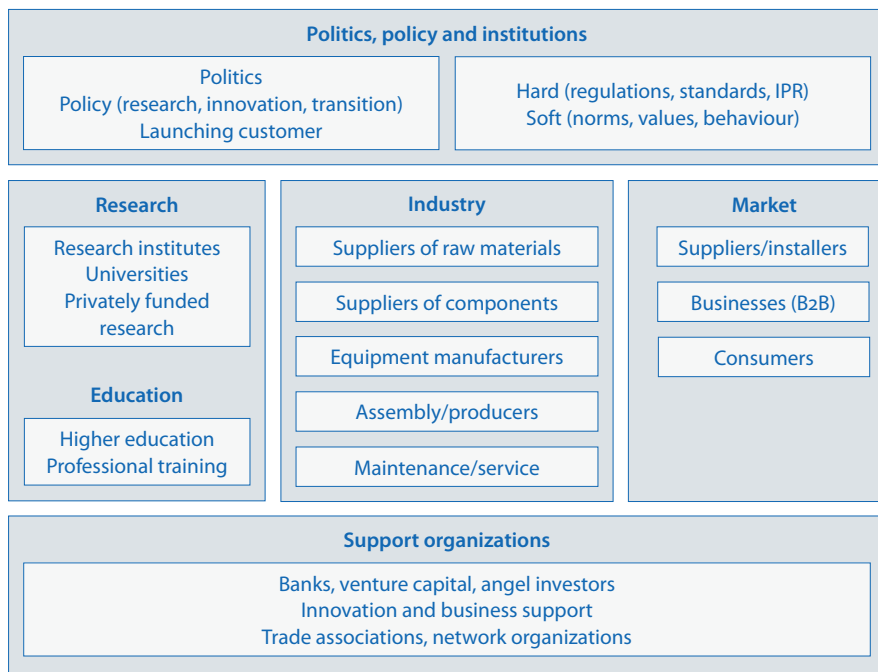 Politics, policy and institutions
Politics
Policy (research, innovation, transition)
Launching customer
Hard (regulations, standards, IPR)
Soft (norms, values, behaviour)
Research
Research institutes
Universities
Privately funded
research
Education
Higher education
Professional training
Industry
Suppliers of raw materials
Suppliers of components
Equipment manufacturers
Assembly/producers
Maintenance/service
Market
Suppliers/installers
Businesses (B2B)
Consumers
Support organizations
Banks, venture capital, angel investors
Innovation and business support
Trade associations, network organizations